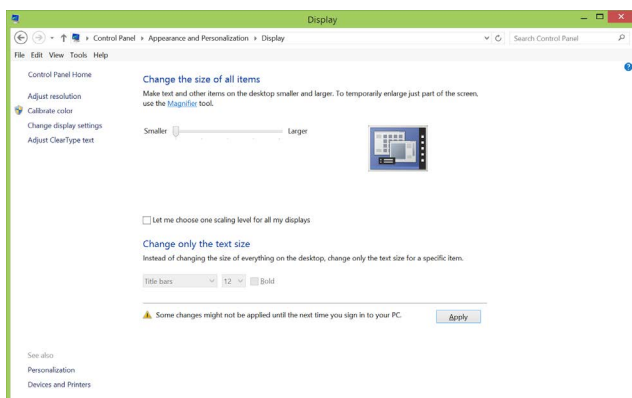 Display
Control Panel ▸ Appearance and Personalization ▸ Display
Search Control Panel
File Edit View Tools Help
Control Panel Home
Adjust resolution
Calibrate color
Change display settings
Adjust ClearType text
Change the size of all items
Make text and other items on the desktop smaller and larger. To temporarily enlarge just part of the screen,
use the Magnifier tool.
Smaller Larger
Let me choose one scaling level for all my displays
Change only the text size
Instead of changing the size of everything on the desktop, change only the text size for a specific item.
Title bars 12 Bold
Some changes might not be applied until the next time you sign in to your PC. Apply
See also
Personalization
Devices and Printers